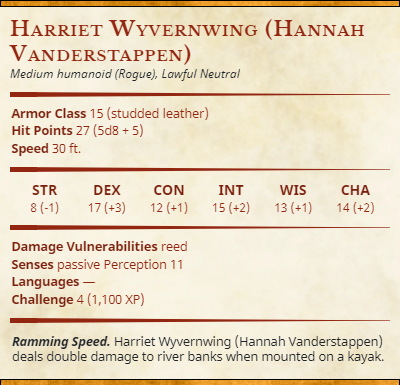 Harriet Wyvernwing (Hannah
Vanderstappen)
Medium humanoid (Rogue), Lawful Neutral
Armor Class 15 (studded leather)
Hit Points 27 (5d8 + 5)
Speed 30 ft.
STR DEX CON INT WIS CHA
8 (-1) 17 (+3) 12 (+1) 15 (+2) 13 (+1) 14 (+2)
Damage Vulnerabilities reed
Senses passive Perception 11
Languages —
Challenge 4 (1,100 XP)
Ramming Speed. Harriet Wyvernwing (Hannah Vanderstappen)
deals double damage to river banks when mounted on a kayak.